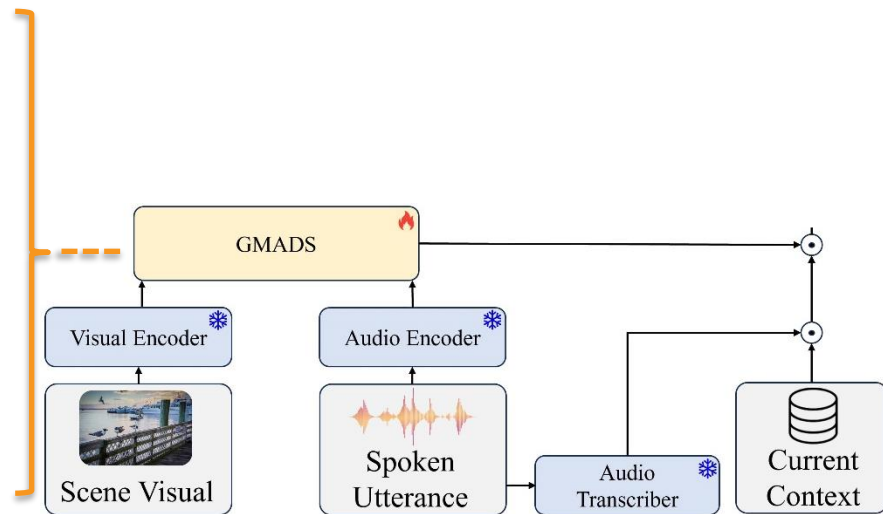 GMADS
Visual Encoder
Audio Encoder
Scene Visual
Spoken
Utterance
Audio
Transcriber
Current
Context